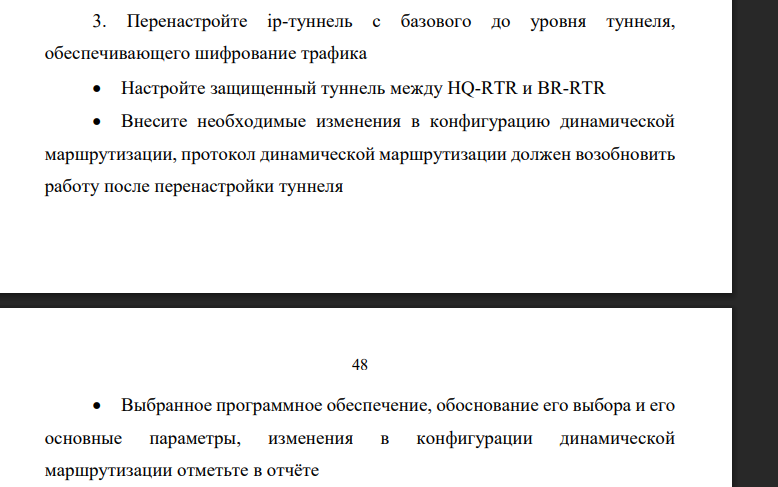 3. Перенастройте ip-туннель с базового до уровня туннеля,
обеспечивающего шифрование трафика
• Настройте защищенный туннель между HQ-RTR и BR-RTR
• Внесите необходимые изменения в конфигурацию динамической
маршрутизации, протокол динамической маршрутизации должен возобновить
работу после перенастройки туннеля
48
• Выбранное программное обеспечение, обоснование его выбора и его
основные параметры, изменения в конфигурации динамической
маршрутизации отметьте в отчёте